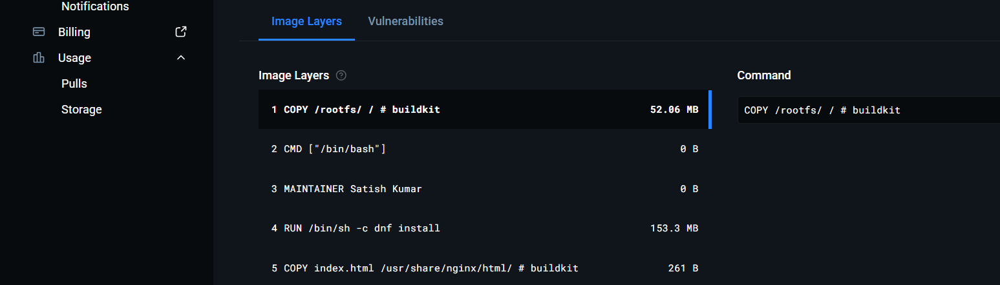 Notifications
Billing
Usage
Pulls
Storage
Image Layers Vulnerabilities
Image Layers
1 COPY /rootfs/ / # buildkit 52.06 MB
2 CMD ["/bin/bash"] 0 B
3 MAINTAINER Satish Kumar 0 B
4 RUN /bin/sh -c dnf install 153.3 MB
5 COPY index.html /usr/share/nginx/html/ # buildkit 261 B
Command
COPY /rootfs/ / # buildkit